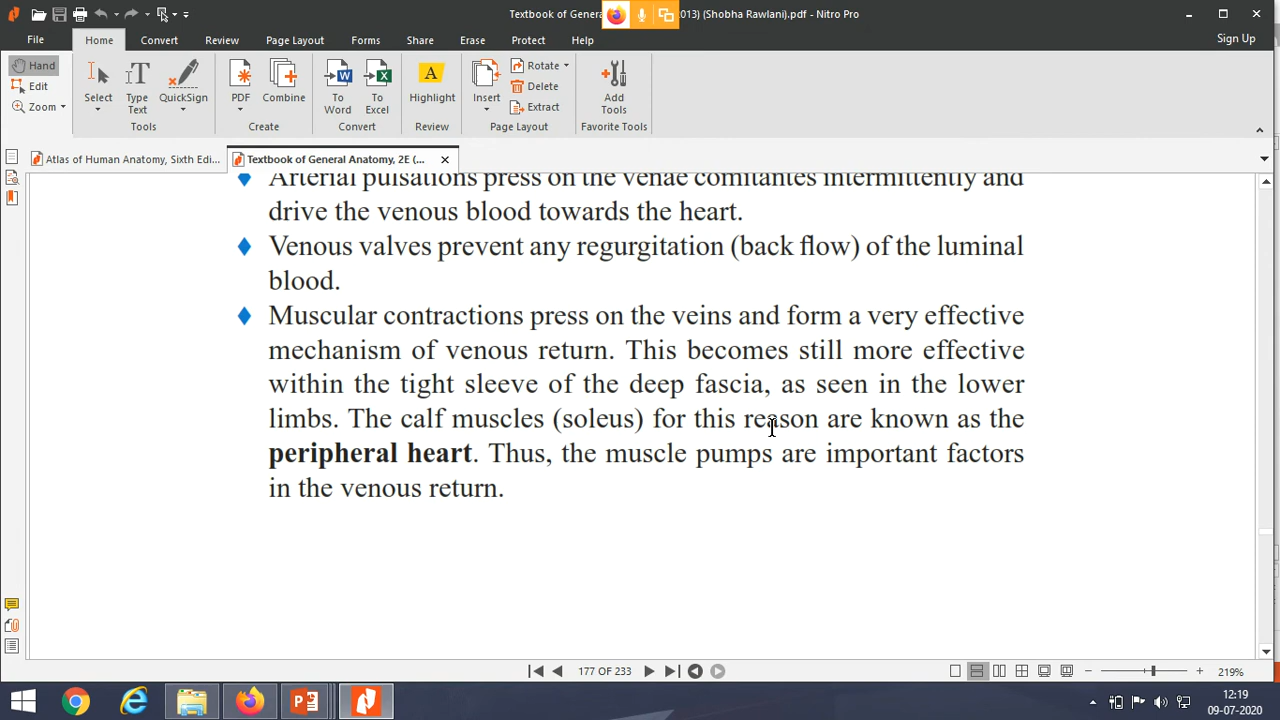 Textbook of General 013) (Shobha Rawlani).pdf - Nitro Pro
File Home Convert Review Page Layout Forms Share Erase Protect Help Sign Up
Hand
Edit
Zoom
Select Type Text QuickSign
PDF Combine
To Word To Excel
Highlight
Insert
Rotate
Delete
Extract
Add Tools
Tools Create Convert Review Page Layout Favorite Tools
Atlas of Human Anatomy, Sixth Edi... Textbook of General Anatomy, 2E (...
Arterial pulsations press on the venae comitantes intermittently and
drive the venous blood towards the heart.
Venous valves prevent any regurgitation (back flow) of the luminal
blood.
Muscular contractions press on the veins and form a very effective
mechanism of venous return. This becomes still more effective
within the tight sleeve of the deep fascia, as seen in the lower
limbs. The calf muscles (soleus) for this reason are known as the
peripheral heart. Thus, the muscle pumps are important factors
in the venous return.
177 OF 233 219%
12:19
09-07-2020